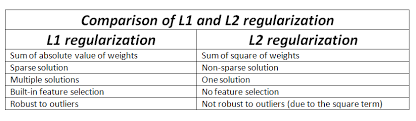 Comparison of L1 and L2 regularization
L1 regularization L2 regularization
Sum of absolute value of weights Sum of square of weights
Sparse solution Non-sparse solution
Multiple solutions One solution
Built-in feature selection No feature selection
Robust to outliers Not robust to outliers (due to the square term)